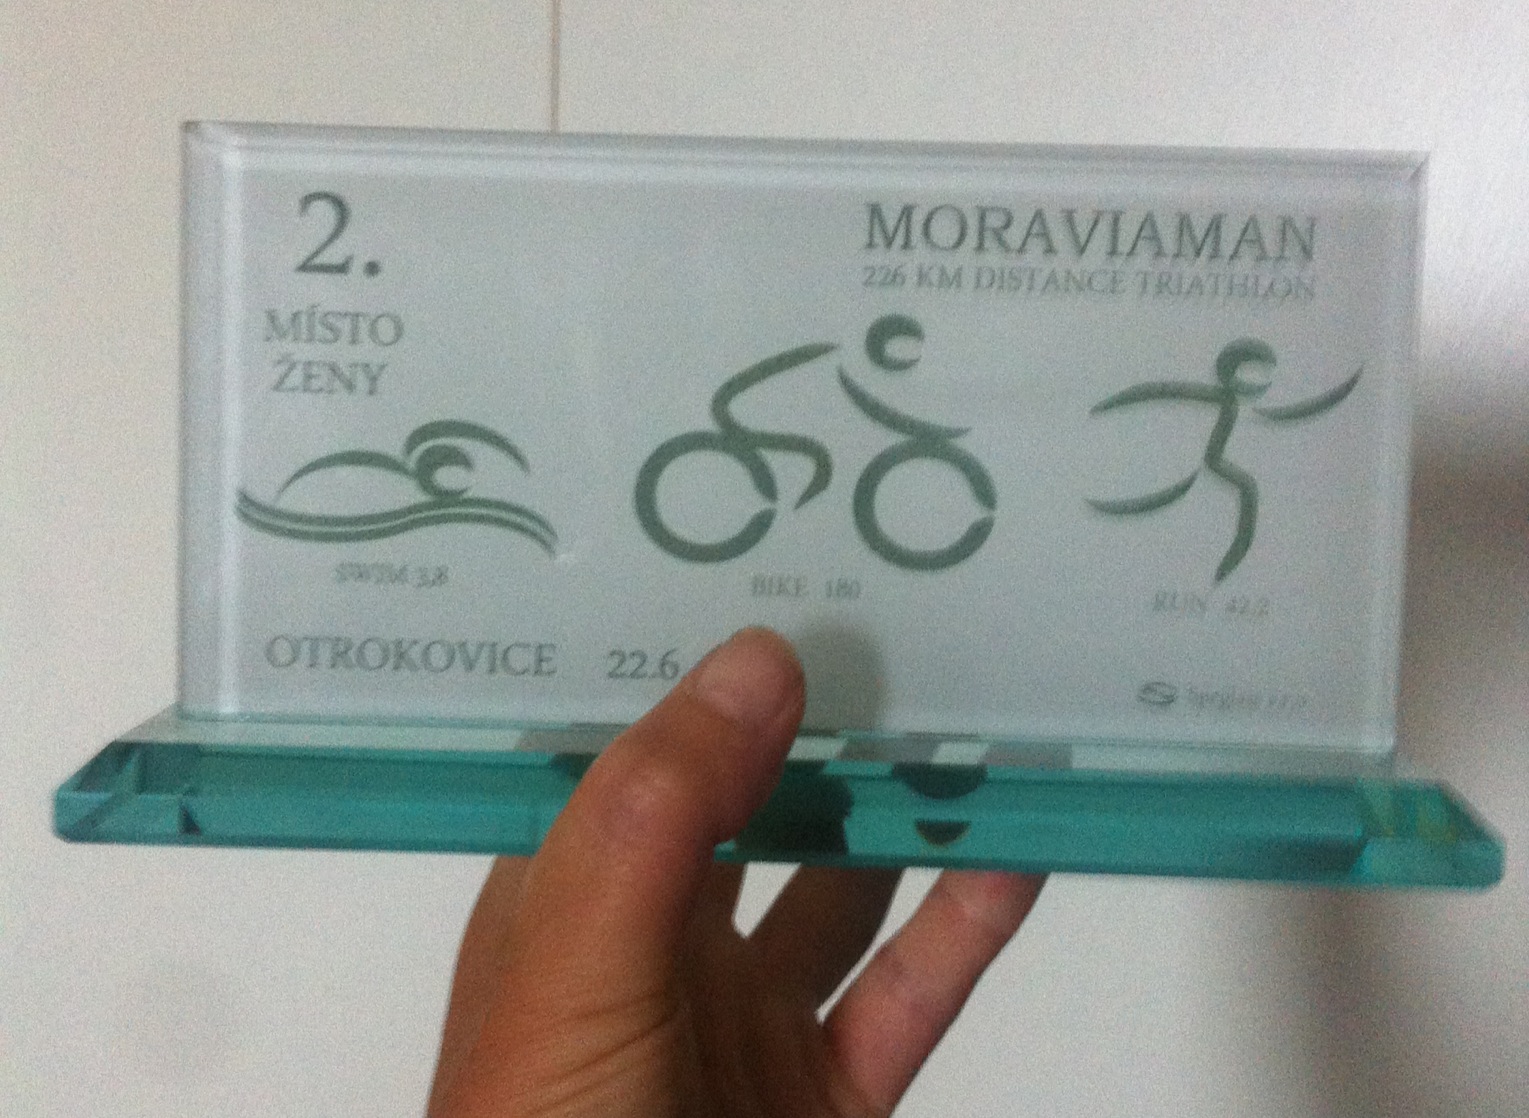 2.
MÍSTO
ŽENY
MORAVIAMAN
226 KM DISTANCE TRIATHLON
SWIM 3,8
BIKE 180
RUN 42,2
OTROKOVICE 22.6